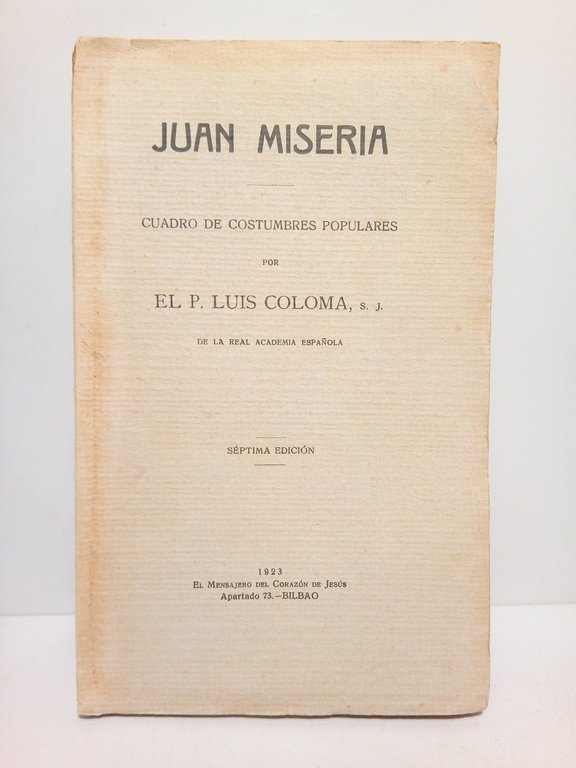 JUAN MISERIA
CUADRO DE COSTUMBRES POPULARES
POR
EL P. LUIS COLOMA, S. J.
DE LA REAL ACADEMIA ESPAÑOLA
SÉPTIMA EDICIÓN
1923
EL MENSAJERO DEL CORAZÓN DE JESÚS
Apartado 73.—BILBAO